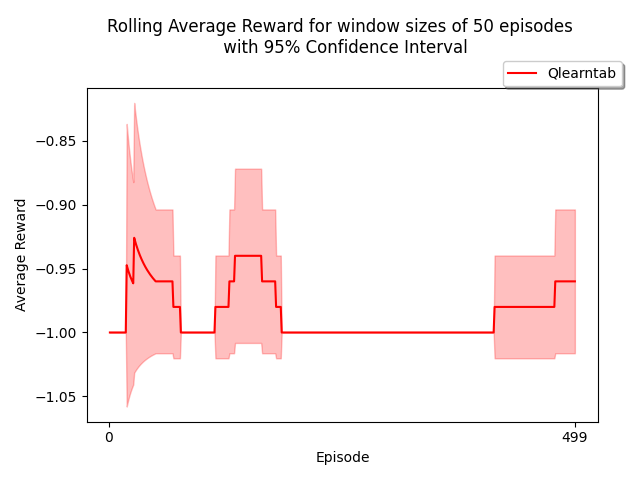 Rolling Average Reward for window sizes of 50 episodes
with 95% Confidence Interval
Qlearntab
−0.85
−0.90
−0.95
−1.00
−1.05
Average Reward
0
499
Episode